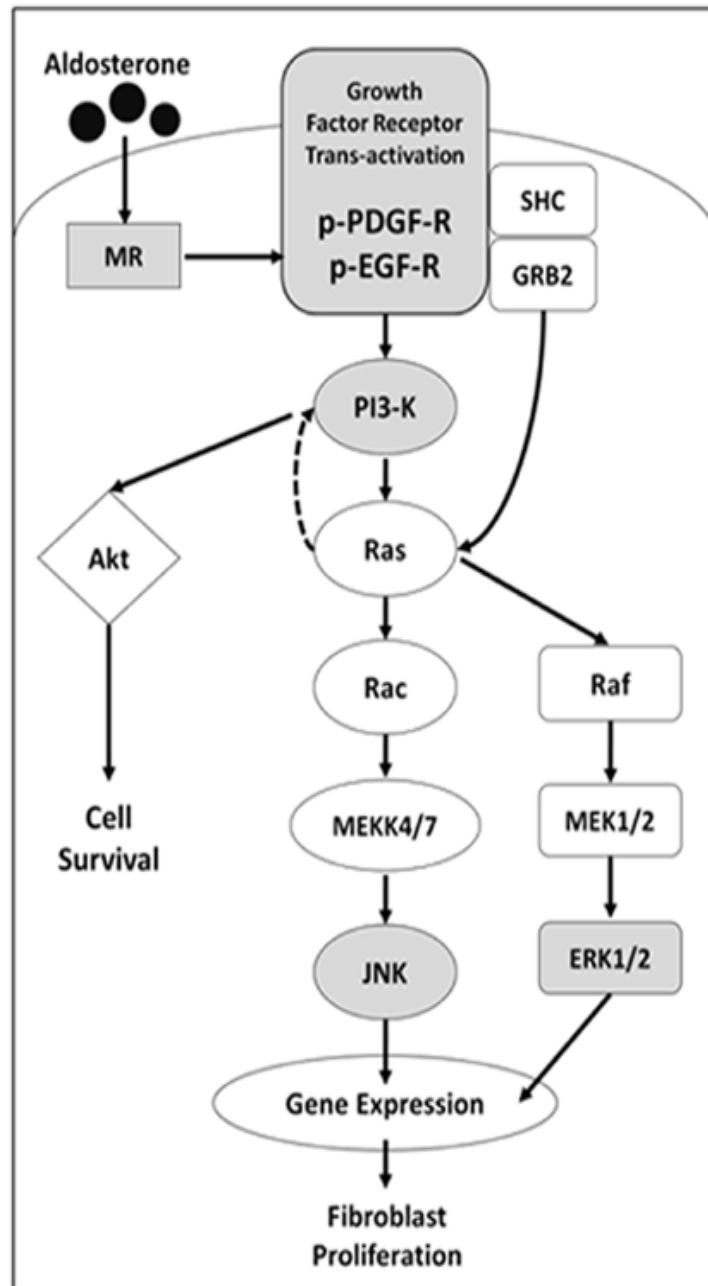 Aldosterone
Growth
Factor Receptor
Trans-activation
p-PDGF-R
p-EGF-R
SHC
GRB2
MR
PI3-K
Akt
Ras
Rac
Raf
Cell
Survival
MEKK4/7
MEK1/2
JNK
ERK1/2
Gene Expression
Fibroblast
Proliferation